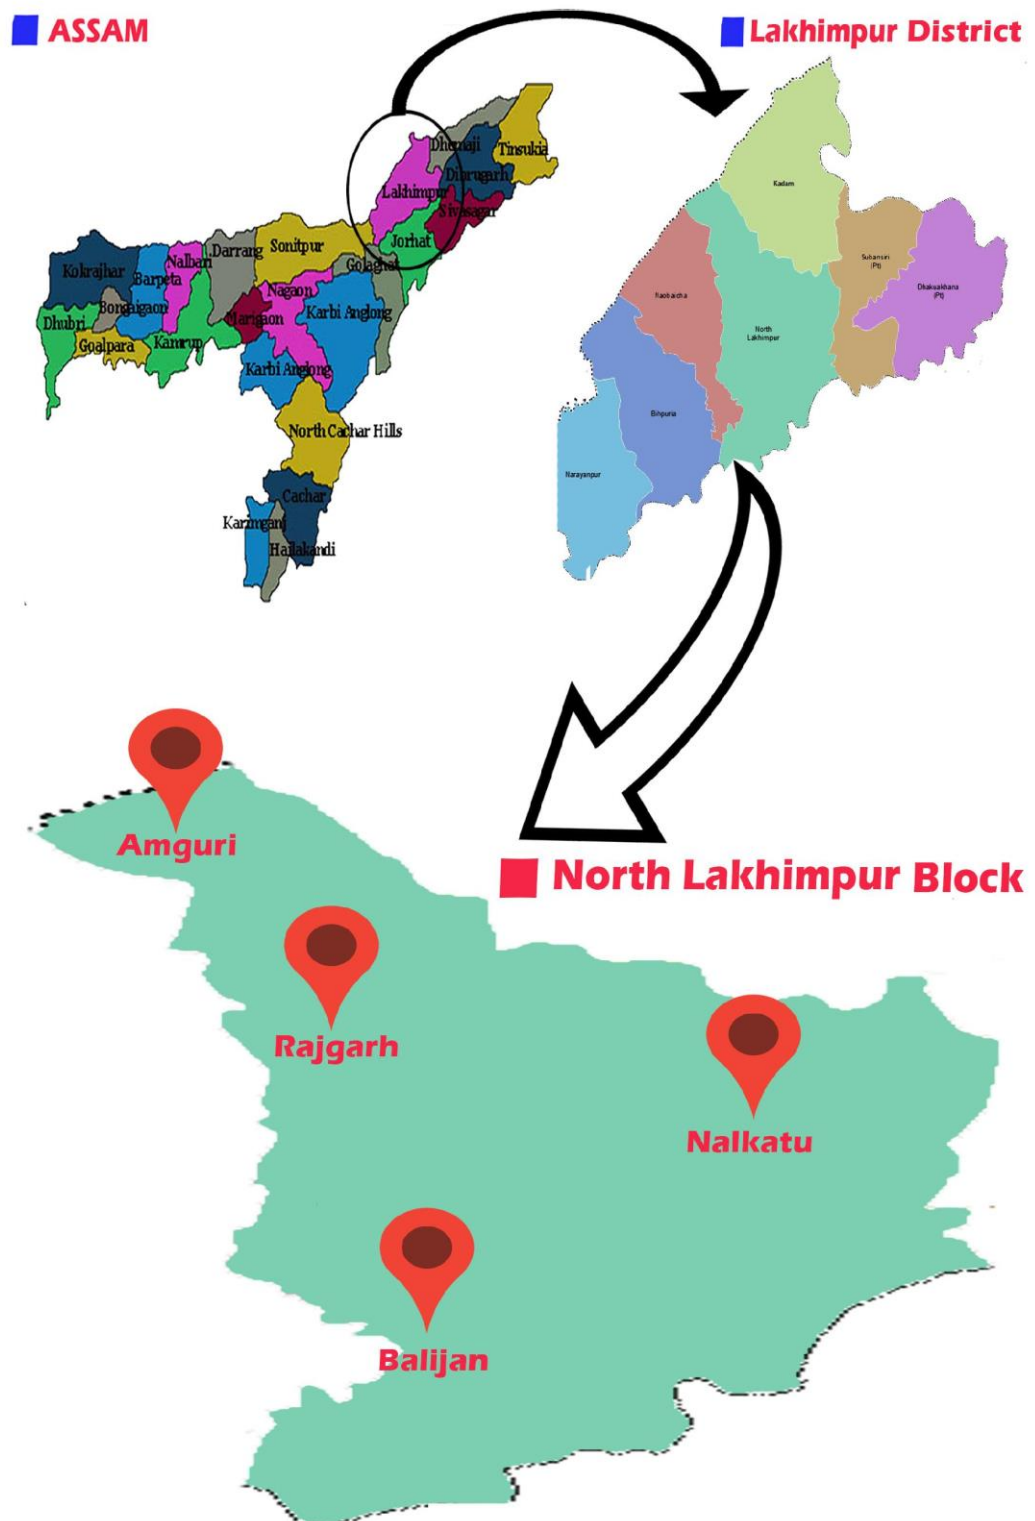 ASSAM
Lakhimpur District
Dhemaji
Tinsukia
Dibrugarh
Lakhimpur
Sivasagar
Jorhat
Sonitpur
Darrang
Golaghat
Nalbari
Kokrajhar
Barpeta
Nagaon
Bongaigaon
Karbi Anglong
Marigaon
Dhubri
Kamrup
Goalpara
Karbi Anglong
North Cachar Hills
Cachar
Karimganj
Hailakandi
Kadam
Subansiri
(Pt)
Dhakuakhana
(Pt)
Naobaicha
North
Lakhimpur
Bihpuria
Narayanpur
Amguri
North Lakhimpur Block
Rajgarh
Nalkatu
Balijan